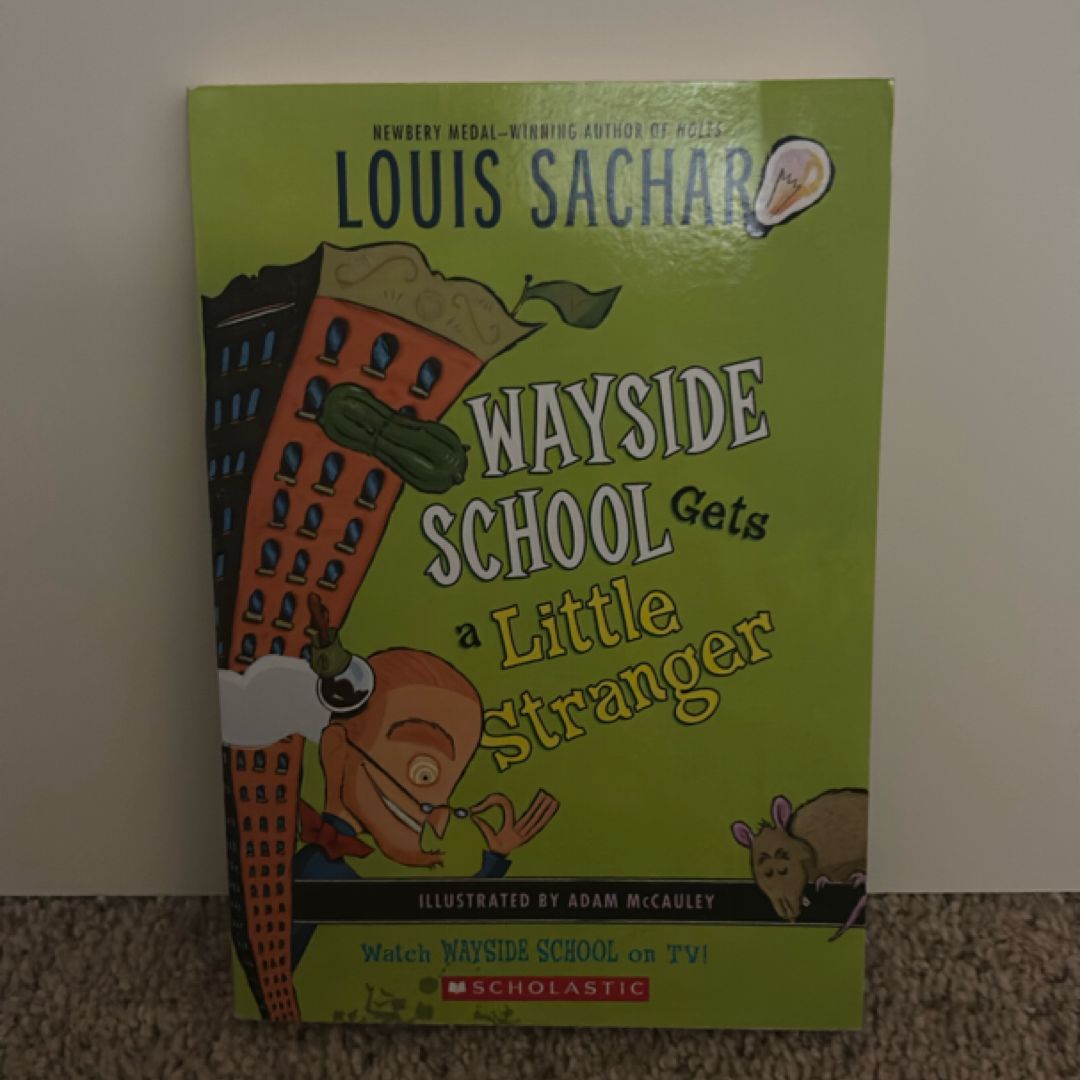 NEWBERY MEDAL–WINNING AUTHOR OF HOLES
LOUIS SACHAR
WAYSIDE
SCHOOL Gets
a Little
Stranger
ILLUSTRATED BY ADAM McCAULEY
Watch WAYSIDE SCHOOL on TV!
SCHOLASTIC